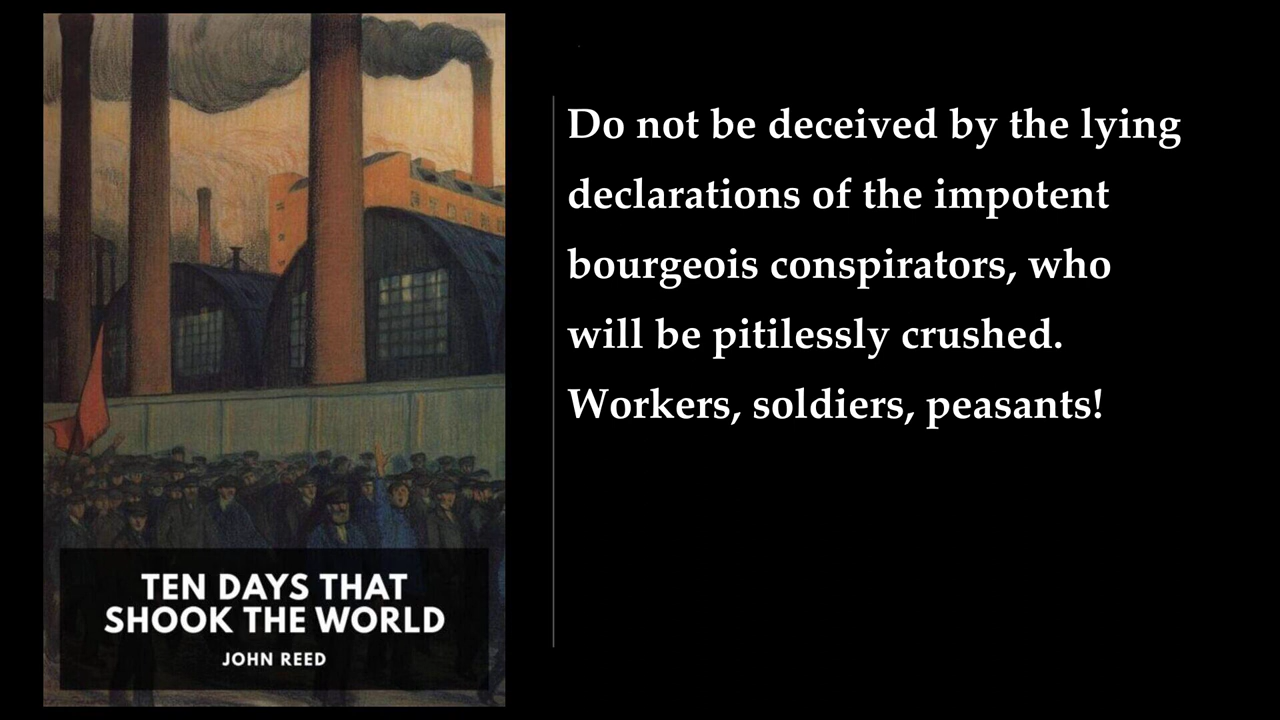 TEN DAYS THAT
SHOOK THE WORLD
JOHN REED
Do not be deceived by the lying
declarations of the impotent
bourgeois conspirators, who
will be pitilessly crushed.
Workers, soldiers, peasants!